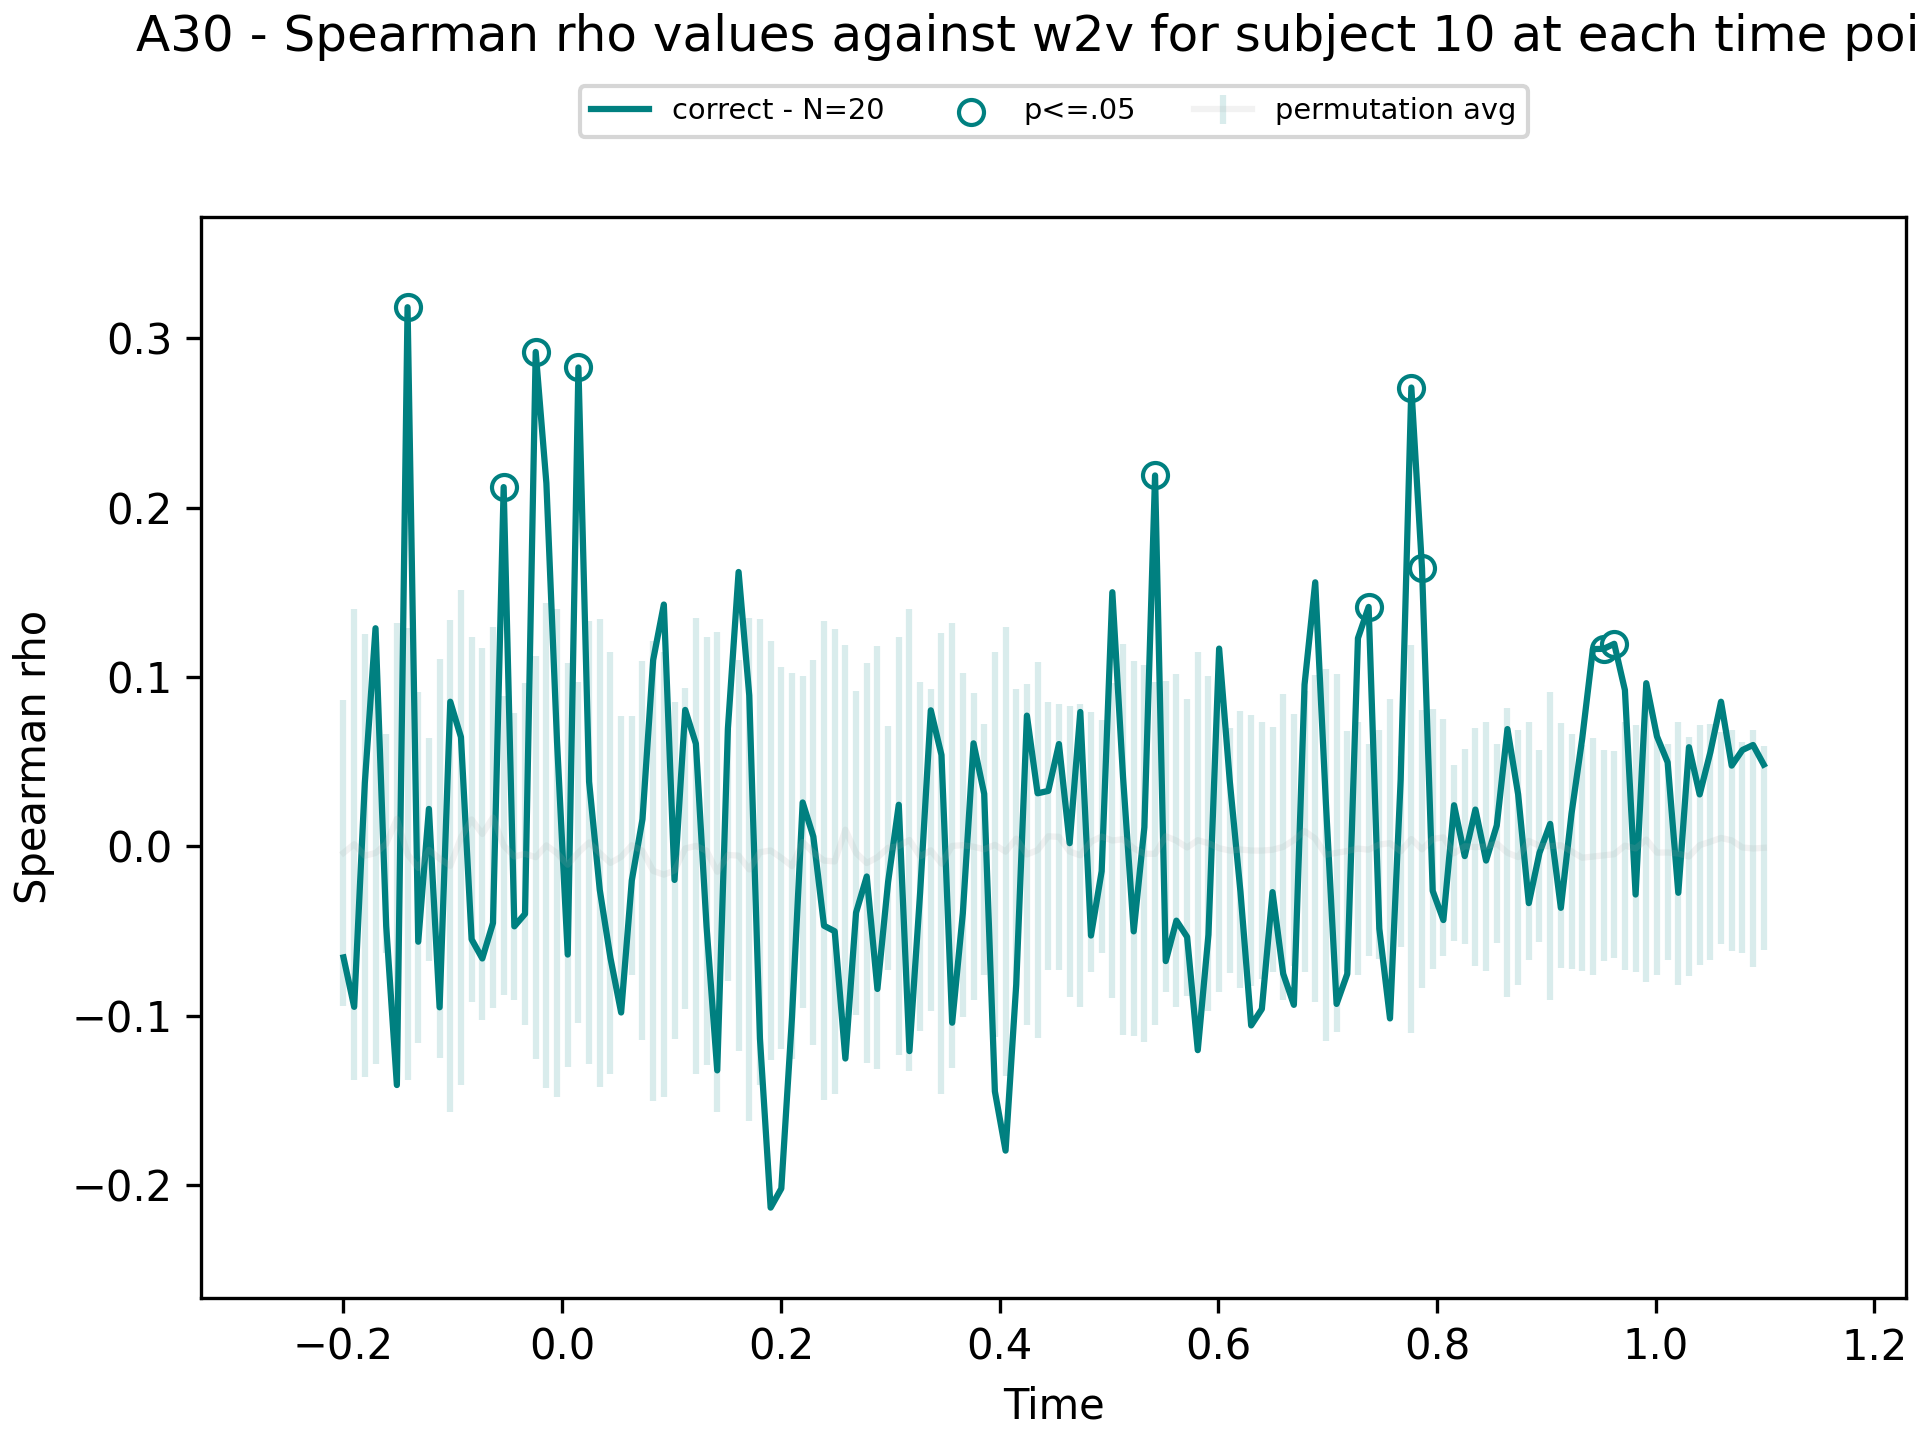 A30 - Spearman rho values against w2v for subject 10 at each time poi
correct - N=20 p<=.05 permutation avg
Spearman rho
0.3
0.2
0.1
0.0
−0.1
−0.2
−0.2 0.0 0.2 0.4 0.6 0.8 1.0 1.2
Time